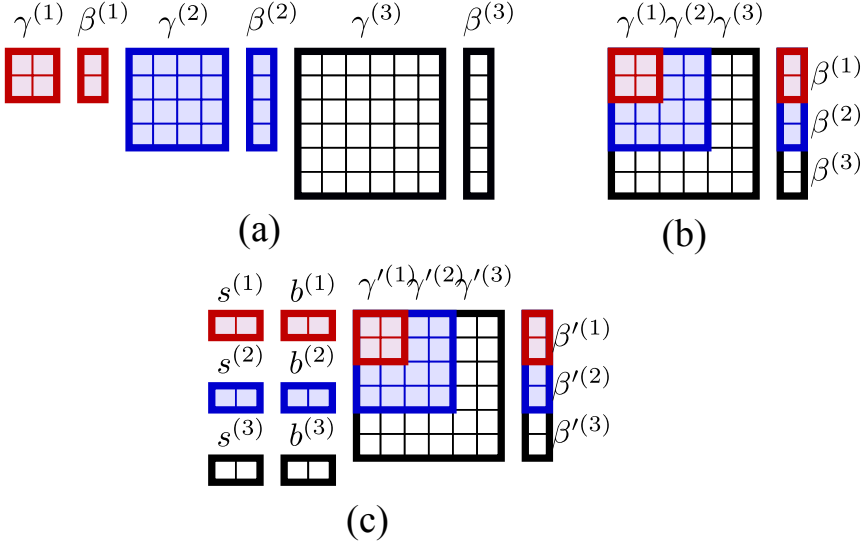 γ^(1) β^(1) γ^(2) β^(2) γ^(3) β^(3)
(a)
γ^(1) γ^(2) γ^(3)
β^(1)
β^(2)
β^(3)
(b)
s^(1) b^(1) γ′^(1) γ′^(2) γ′^(3)
β′^(1)
s^(2) b^(2)
β′^(2)
s^(3) b^(3)
β′^(3)
(c)